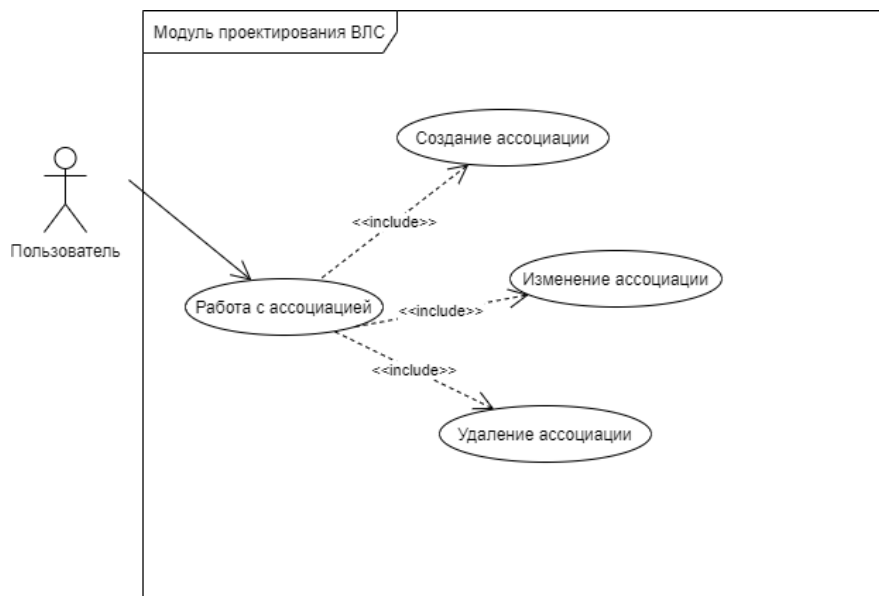 Модуль проектирования ВЛС
Создание ассоциации
<<include>>
Пользователь
Изменение ассоциации
Работа с ассоциацией
<<include>>
<<include>>
Удаление ассоциации